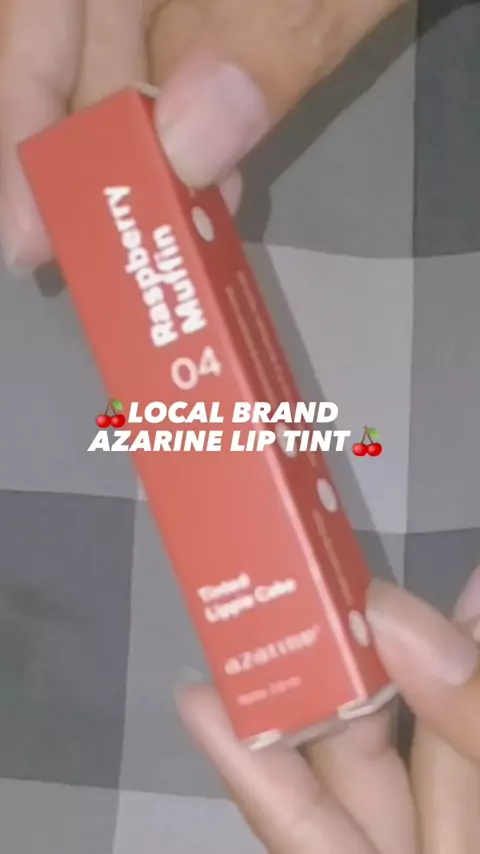 Raspberry
Muffin
04
🍒LOCAL BRAND
AZARINE LIP TINT🍒
Tinted
Lippie Cake
azarine